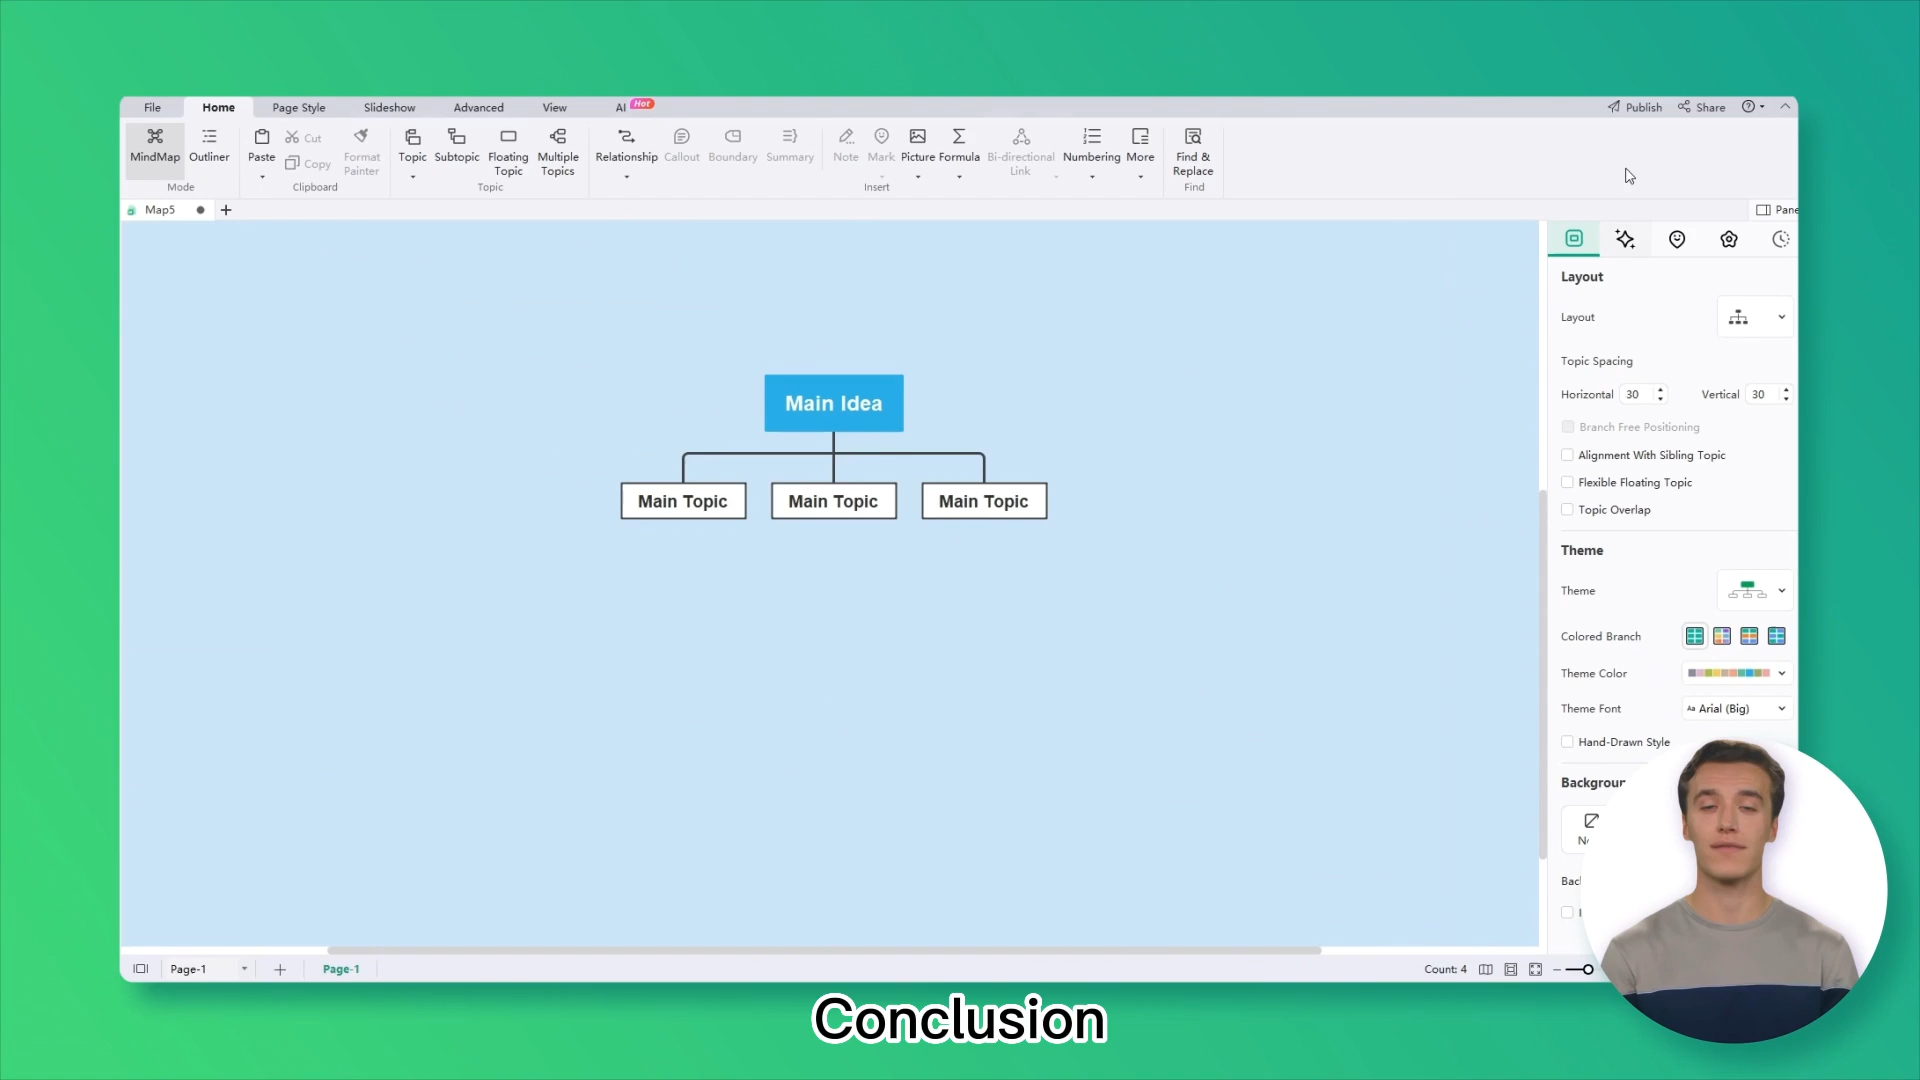 File Home Page Style Slideshow Advanced View AI Hot Publish Share
MindMap Outliner Paste Cut Copy Format Painter Topic Subtopic Floating Topic Multiple Topics Relationship Callout Boundary Summary Note Mark Picture Formula Bi-directional Link Numbering More Find & Replace
Mode Clipboard Topic Insert Find
Map5
Layout
Layout
Topic Spacing
Horizontal 30 Vertical 30
Branch Free Positioning
Alignment With Sibling Topic
Flexible Floating Topic
Topic Overlap
Theme
Theme
Colored Branch
Theme Color
Theme Font Aa Arial (Big)
Hand-Drawn Style
Main Idea
Main Topic Main Topic Main Topic
Page-1 Page-1 Count: 4
Conclusion